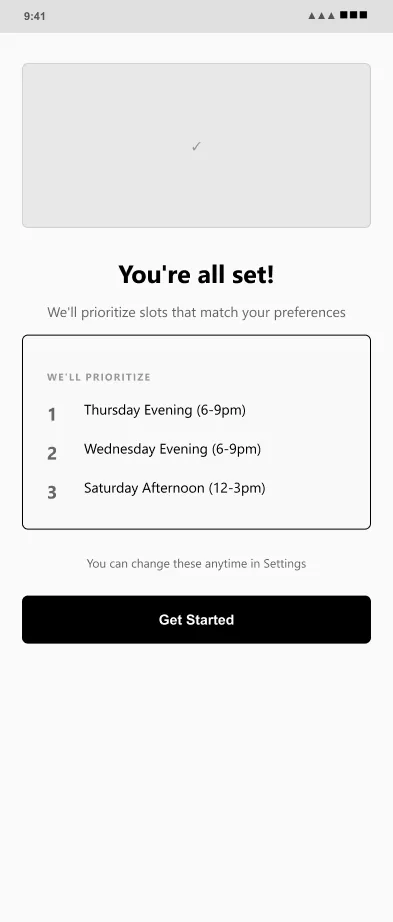 9:41
✓
You're all set!
We'll prioritize slots that match your preferences
WE'LL PRIORITIZE
1 Thursday Evening (6-9pm)
2 Wednesday Evening (6-9pm)
3 Saturday Afternoon (12-3pm)
You can change these anytime in Settings
Get Started